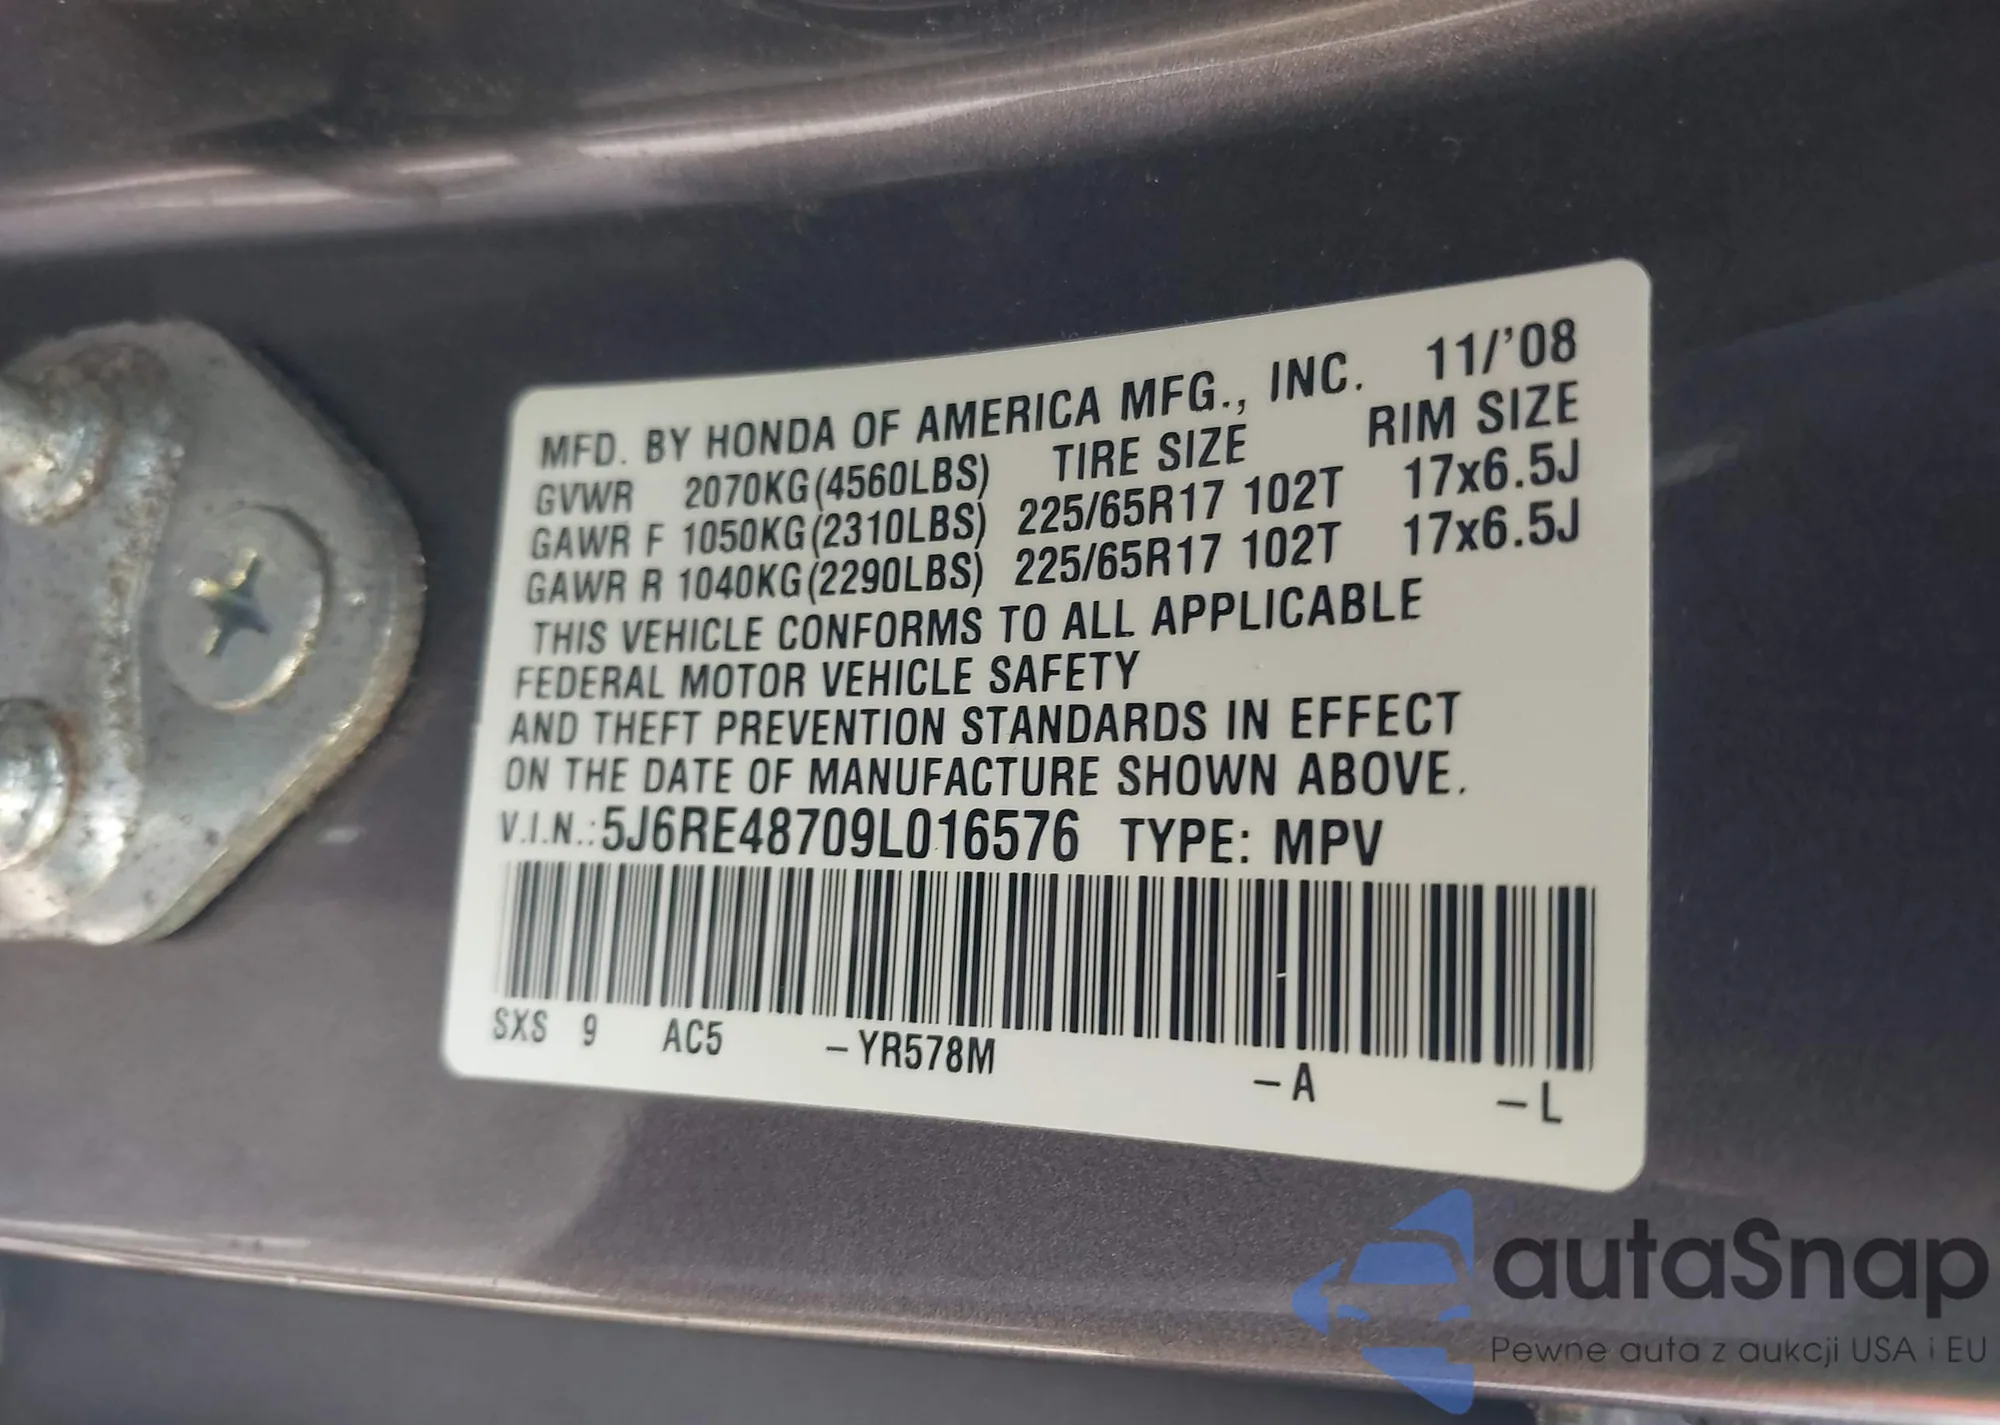 MFD. BY HONDA OF AMERICA MFG., INC. 11/'08
GVWR 2070KG(4560LBS) TIRE SIZE RIM SIZE
GAWR F 1050KG(2310LBS) 225/65R17 102T 17x6.5J
GAWR R 1040KG(2290LBS) 225/65R17 102T 17x6.5J
THIS VEHICLE CONFORMS TO ALL APPLICABLE
FEDERAL MOTOR VEHICLE SAFETY
AND THEFT PREVENTION STANDARDS IN EFFECT
ON THE DATE OF MANUFACTURE SHOWN ABOVE.
V.I.N.:5J6RE48709L016576 TYPE: MPV
SXS 9 AC5 -YR578M -A -L
autaSnap
Pewne auta z aukcji USA i EU